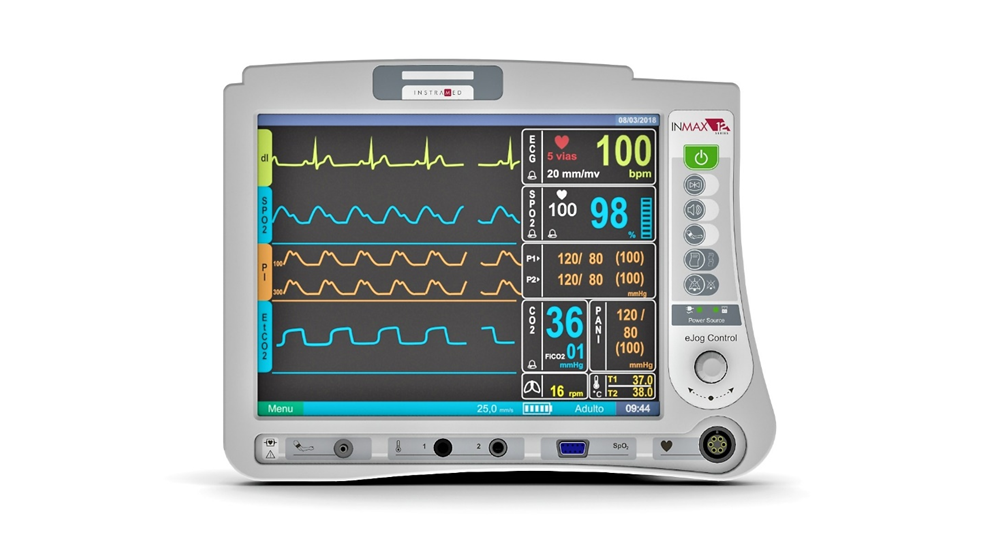 INSTRAMED
08/03/2018
INMAX 12
SERIES
dI
ECG
5 vias
20 mm/mv
100
bpm
SPO2
SPO2
100
98
%
PI
100
300
P1 120/ 80 (100)
P2 120/ 80 (100)
mmHg
EtCO2
CO2
36
FiCO2 01
mmHg
PANI
120 /
80
(100)
mmHg
16 rpm
°C
T1 37.0
T2 38.0
Menu
25,0 mm/s
Adulto
09:44
Power Source
eJog Control
1
2
SpO₂